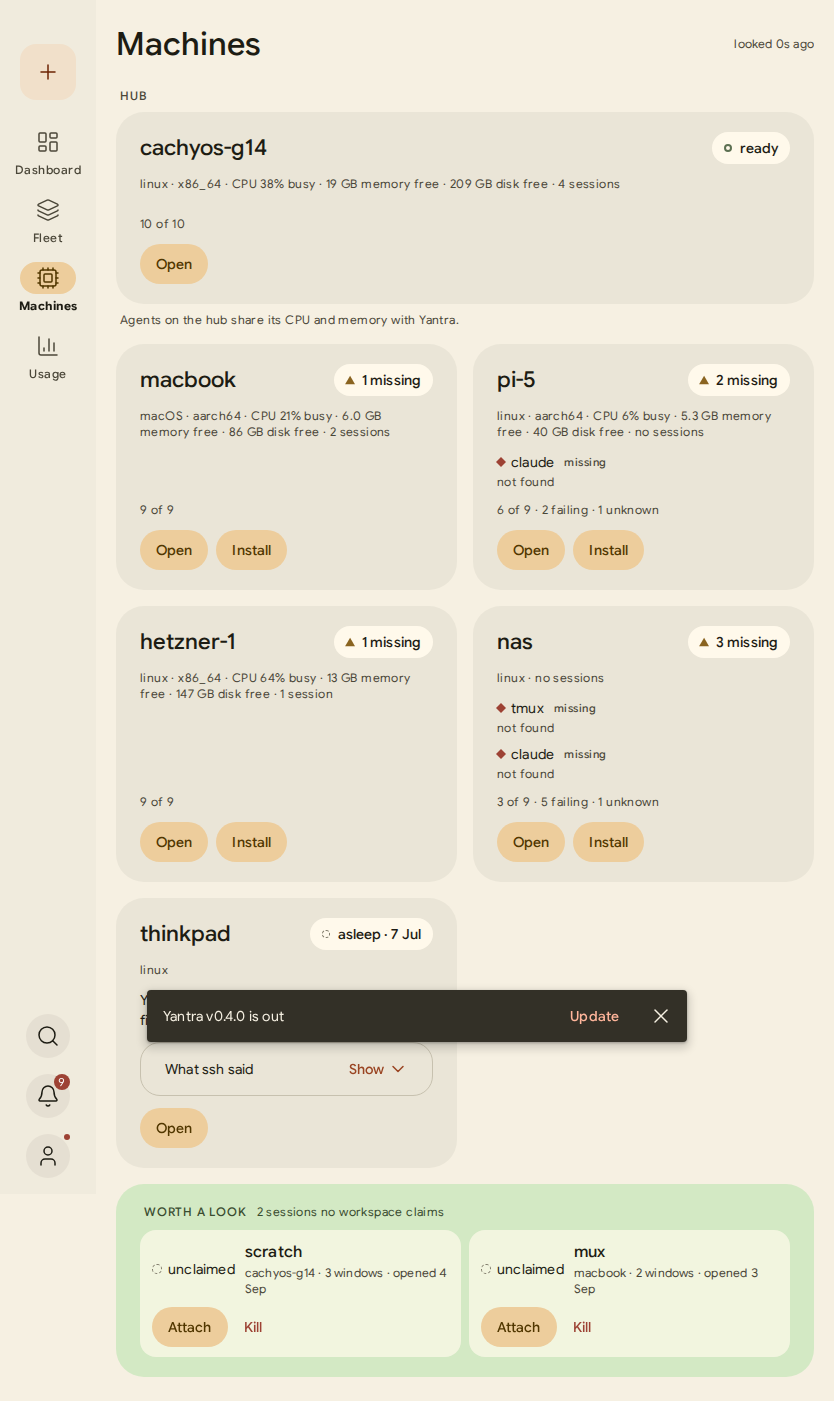 Machines
looked 0s ago
HUB
cachyos-g14
ready
linux · x86_64 · CPU 38% busy · 19 GB memory free · 209 GB disk free · 4 sessions
10 of 10
Open
Agents on the hub share its CPU and memory with Yantra.
macbook
1 missing
macOS · aarch64 · CPU 21% busy · 6.0 GB
memory free · 86 GB disk free · 2 sessions
9 of 9
Open
Install
pi-5
2 missing
linux · aarch64 · CPU 6% busy · 5.3 GB memory
free · 40 GB disk free · no sessions
claude missing
not found
6 of 9 · 2 failing · 1 unknown
Open
Install
hetzner-1
1 missing
linux · x86_64 · CPU 64% busy · 13 GB memory
free · 147 GB disk free · 1 session
9 of 9
Open
Install
nas
3 missing
linux · no sessions
tmux missing
not found
claude missing
not found
3 of 9 · 5 failing · 1 unknown
Open
Install
thinkpad
asleep · 7 Jul
linux
Yantra v0.4.0 is out
Update
What ssh said
Show
Open
WORTH A LOOK 2 sessions no workspace claims
unclaimed
scratch
cachyos-g14 · 3 windows · opened 4
Sep
Attach
Kill
unclaimed
mux
macbook · 2 windows · opened 3
Sep
Attach
Kill
Dashboard
Fleet
Machines
Usage
9